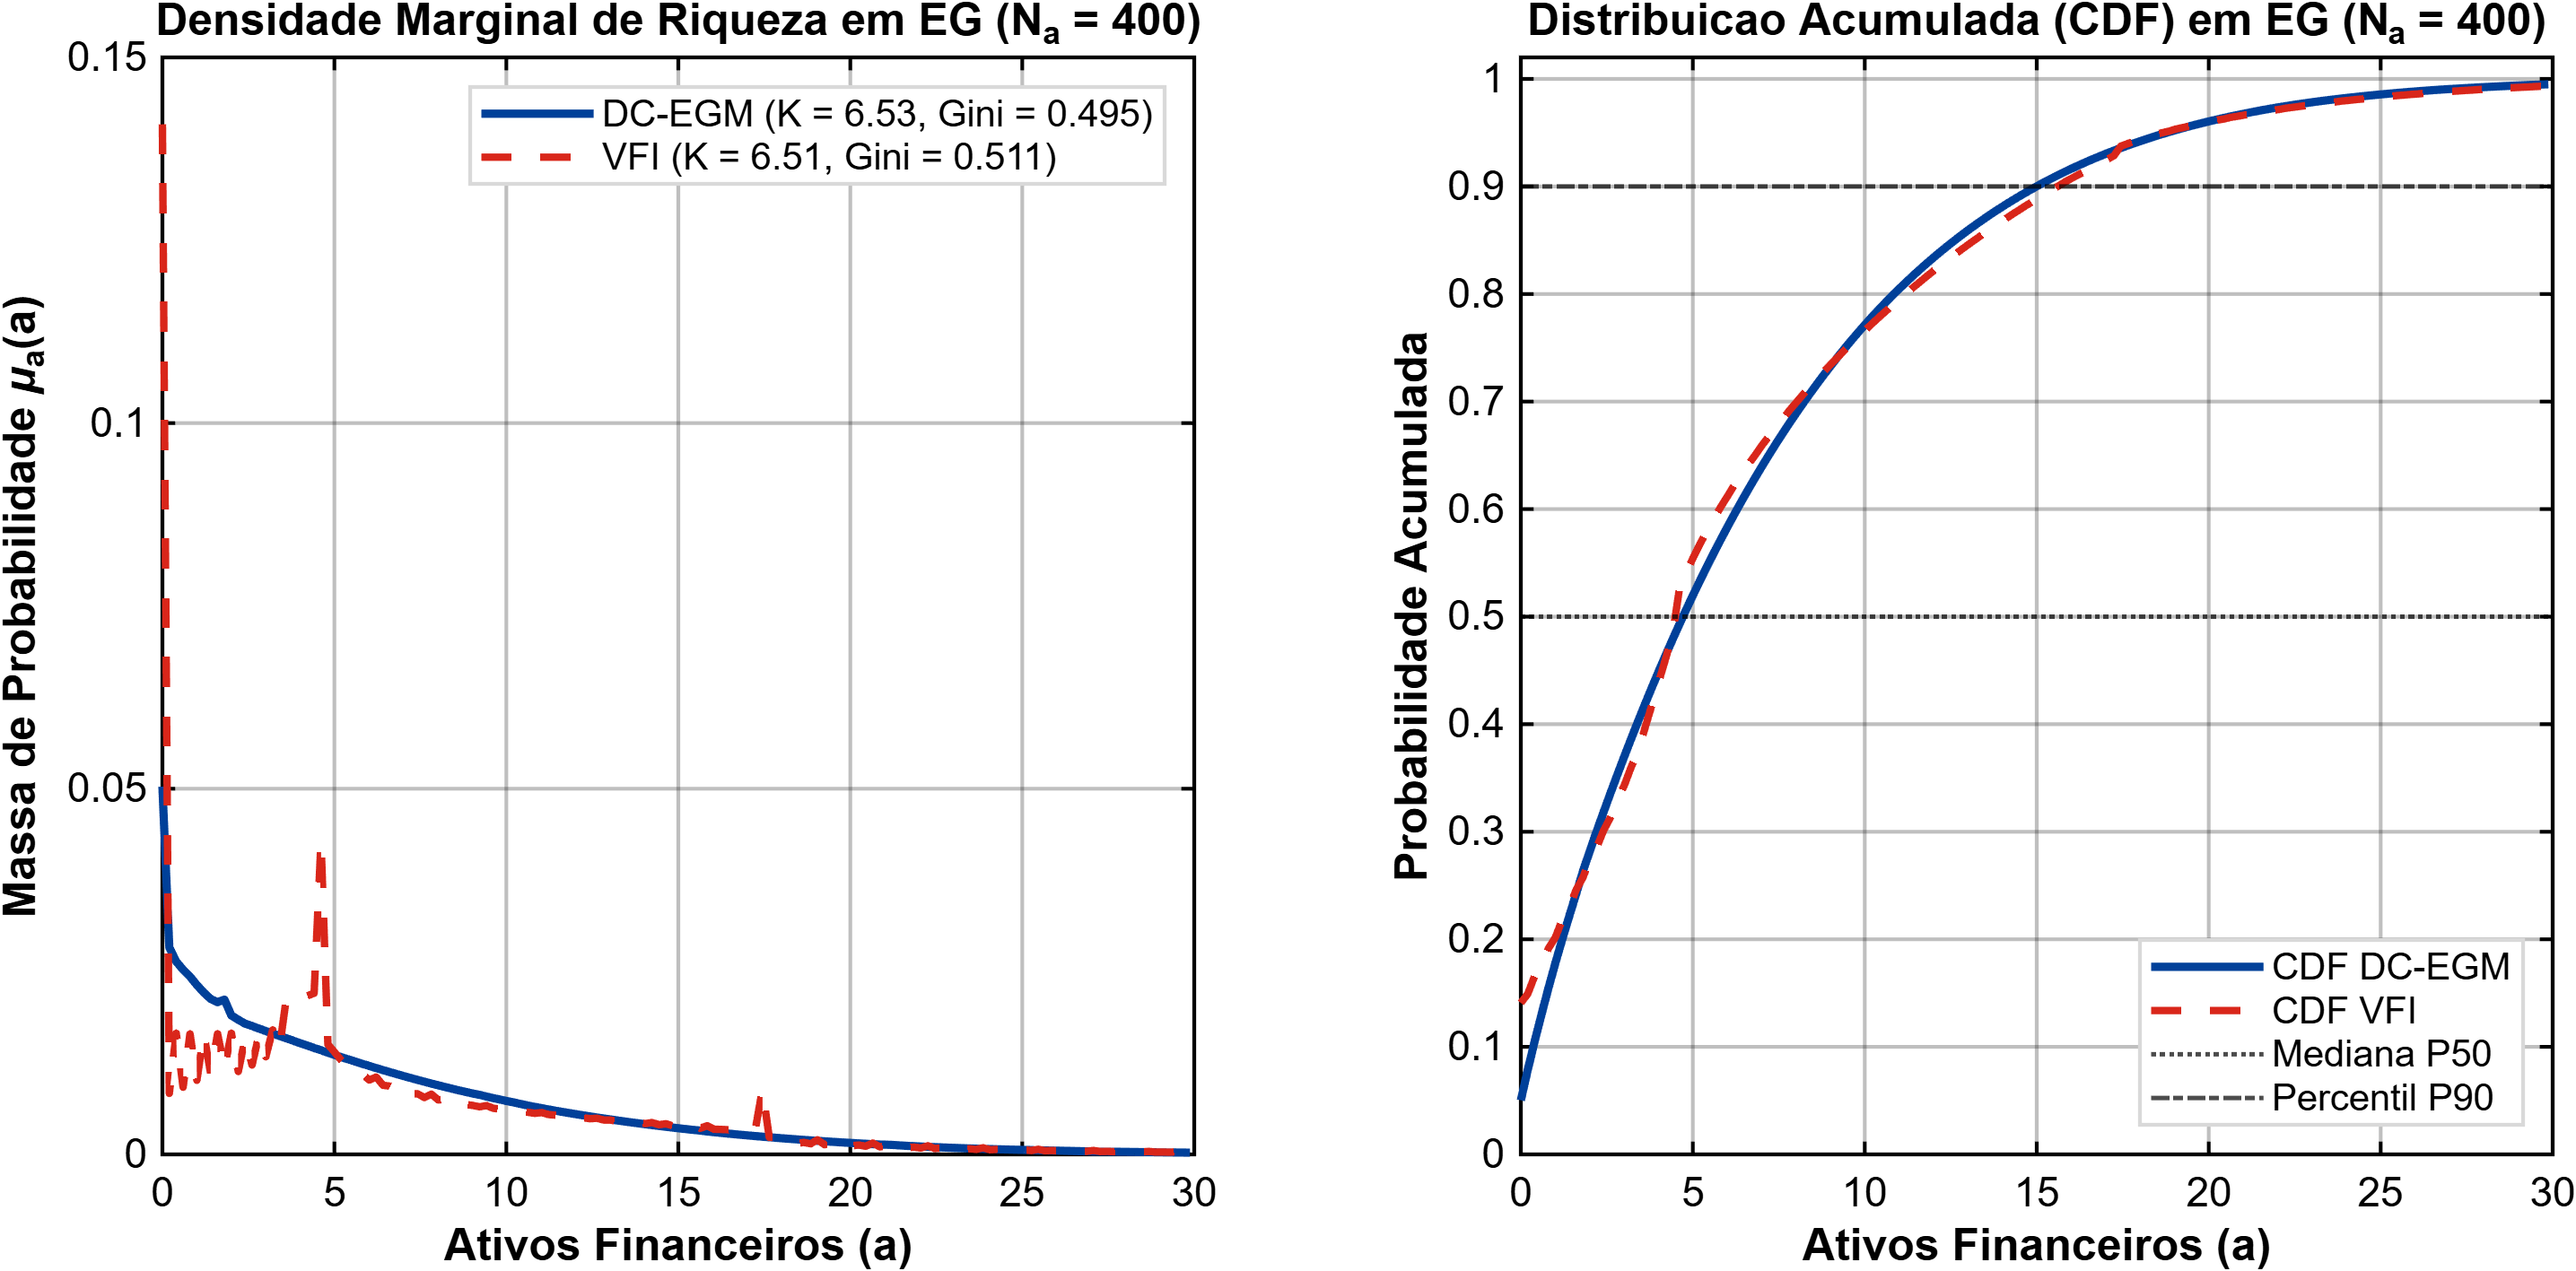 Densidade Marginal de Riqueza em EG (Nₐ = 400)
0.15
0.1
0.05
0
Massa de Probabilidade μₐ(a)
DC-EGM (K = 6.53, Gini = 0.495)
VFI (K = 6.51, Gini = 0.511)
0 5 10 15 20 25 30
Ativos Financeiros (a)
Distribuicao Acumulada (CDF) em EG (Nₐ = 400)
1
0.9
0.8
0.7
0.6
0.5
0.4
0.3
0.2
0.1
0
Probabilidade Acumulada
CDF DC-EGM
CDF VFI
Mediana P50
Percentil P90
0 5 10 15 20 25 30
Ativos Financeiros (a)